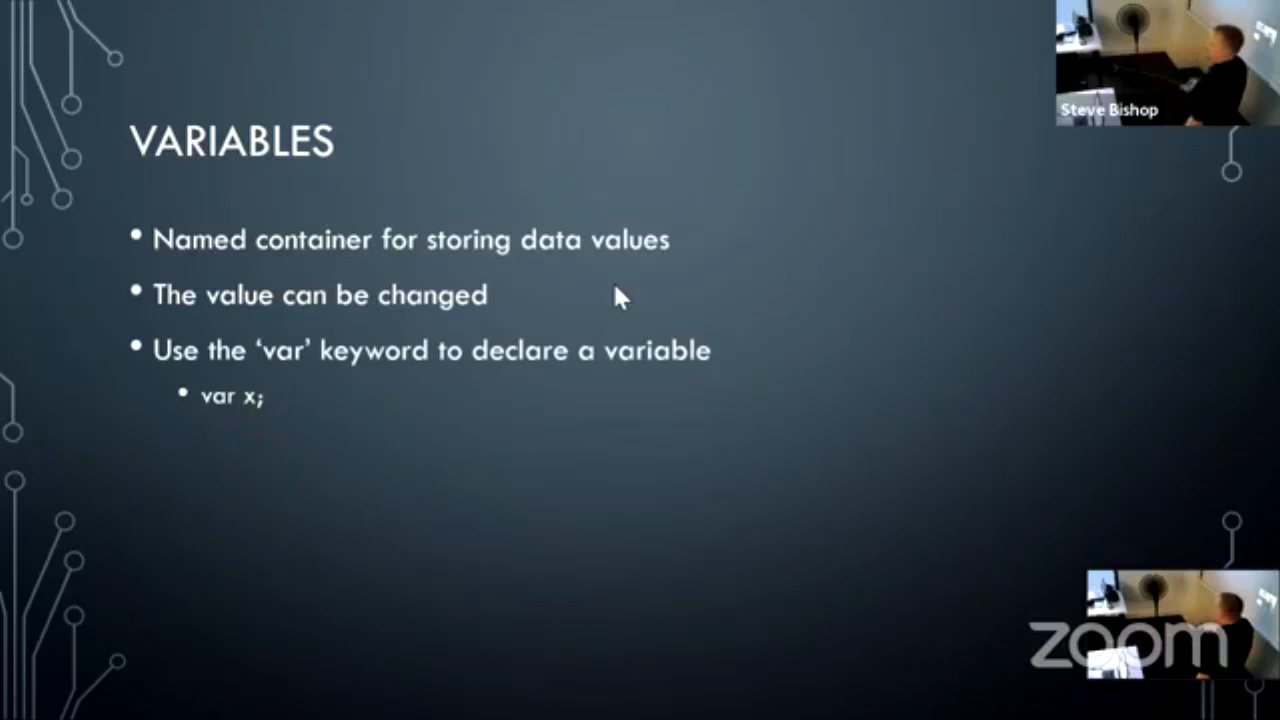 Steve Bishop
VARIABLES
• Named container for storing data values
• The value can be changed
• Use the ‘var’ keyword to declare a variable
• var x;
zoom